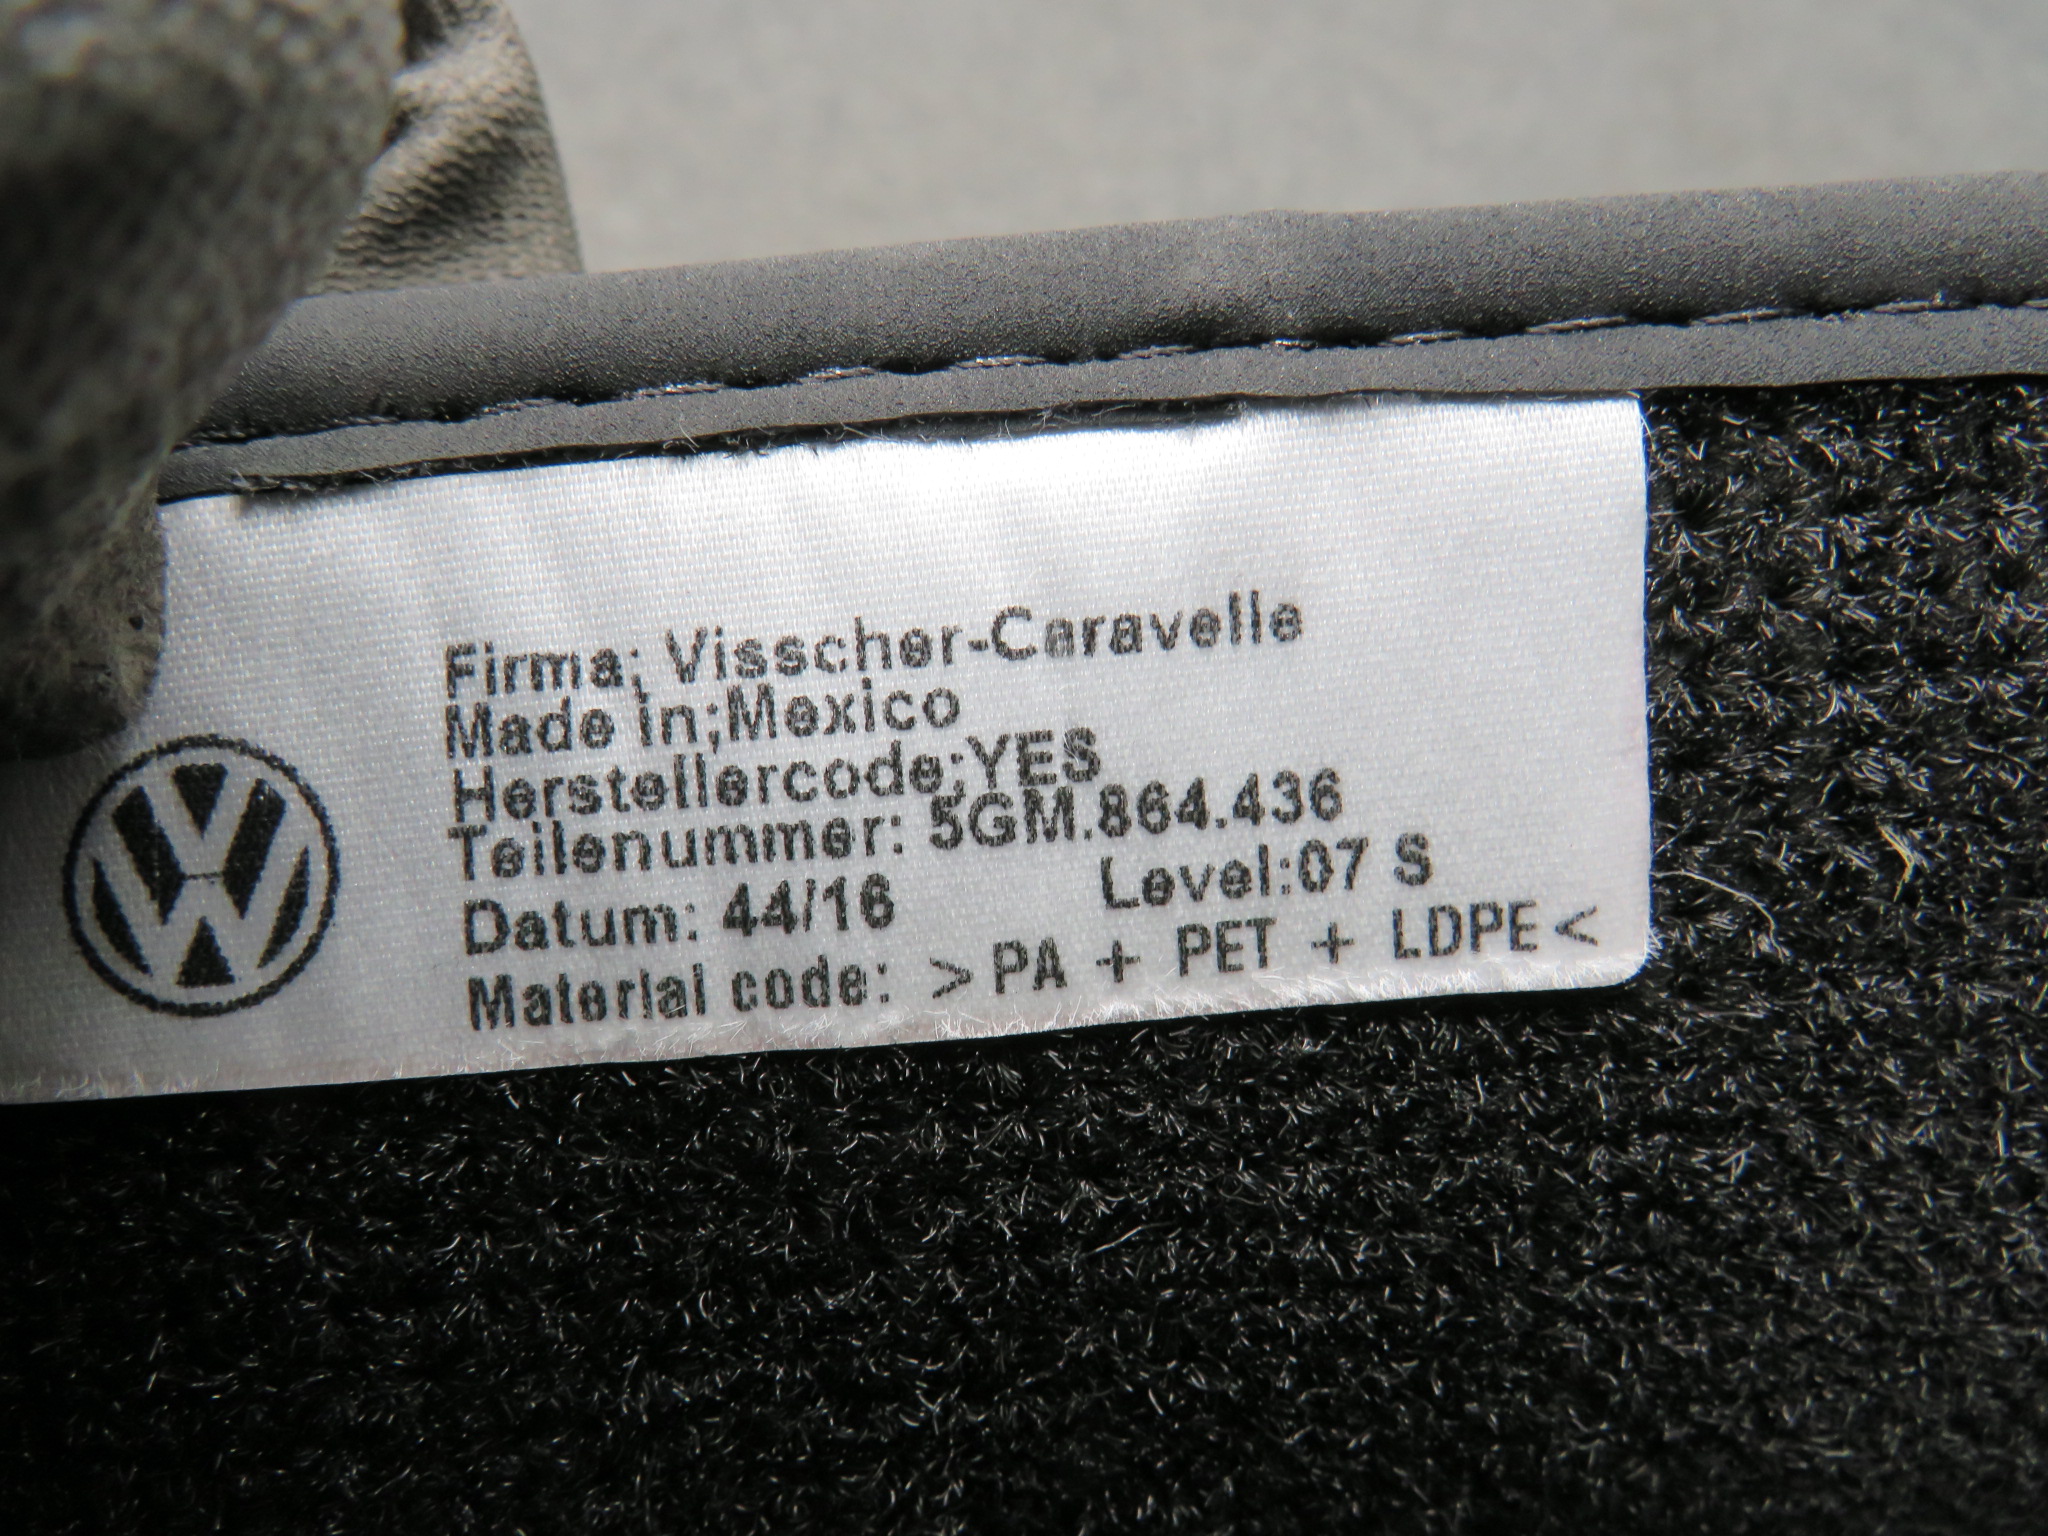 Firma; Visscher-Caravelle
Made in;Mexico
Herstellercode;YES
Teilenummer: 5GM.864.436
Datum: 44/16 Level:07 S
Material code: > PA + PET + LDPE <